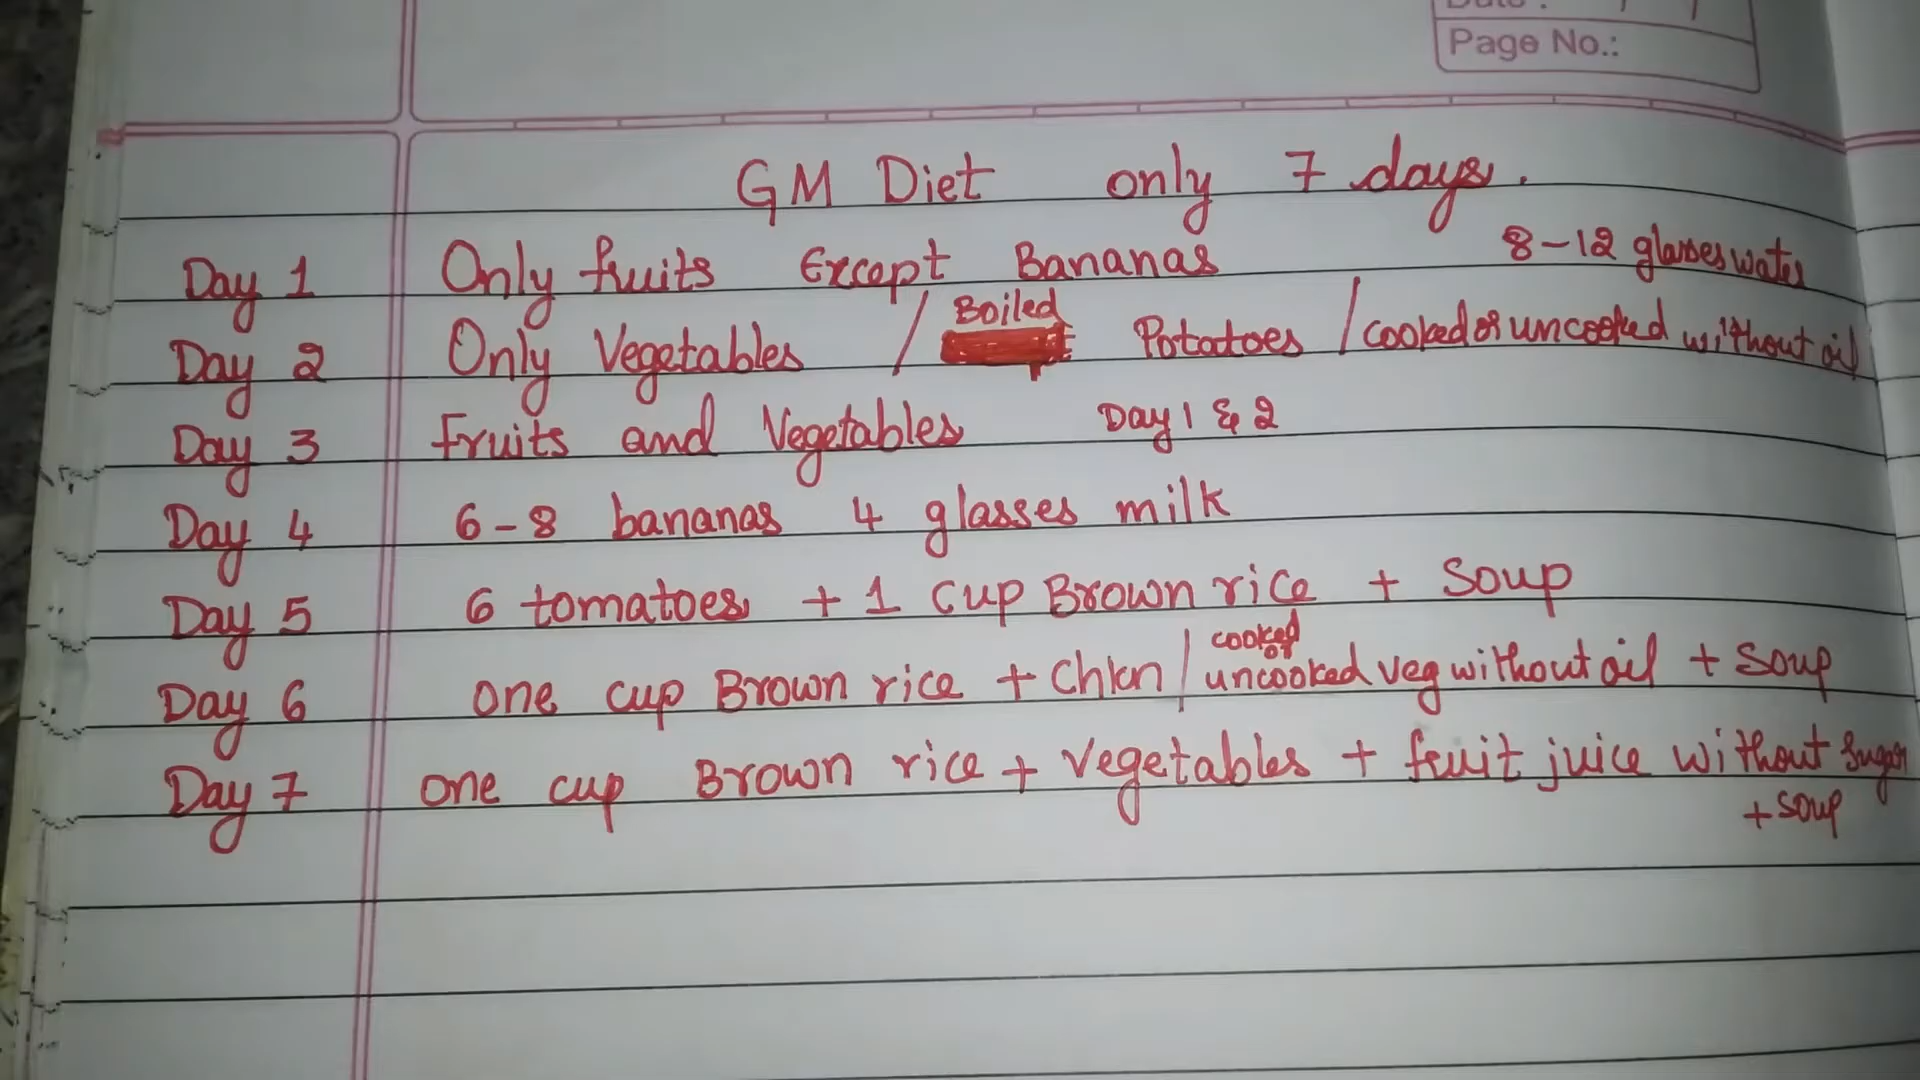 Page No.:
GM Diet only 7 days.
Day 1 Only fruits Except Bananas 8-12 glasses water
Day 2 Only Vegetables / Boiled Potatoes / cooked or uncooked without oil
Day 3 Fruits and Vegetables Day 1 & 2
Day 4 6-8 bananas 4 glasses milk
Day 5 6 tomatoes + 1 cup Brown rice + Soup
Day 6 one cup Brown rice + Chkn / cooked or uncooked veg without oil + soup
Day 7 one cup Brown rice + vegetables + fruit juice without sugar
+ soup